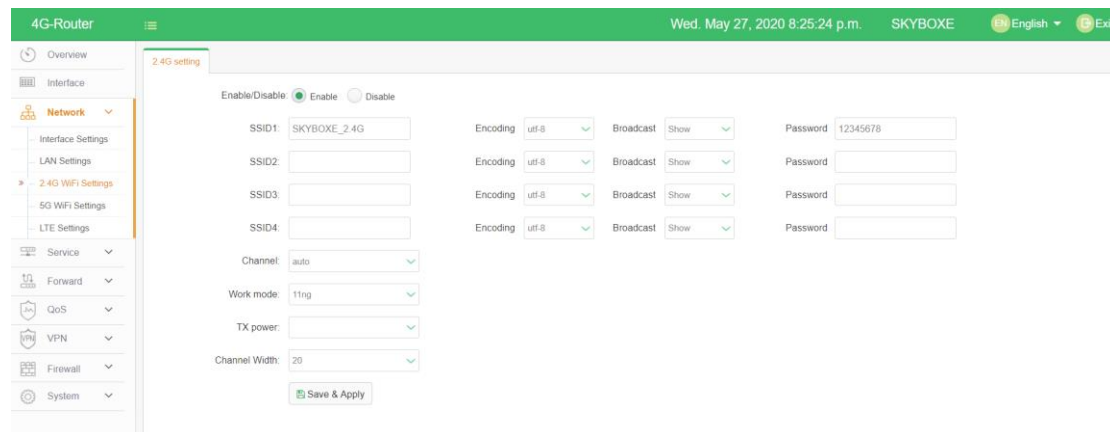 4G-Router
Wed. May 27, 2020 8:25:24 p.m. SKYBOXE EN English Exi
Overview
Interface
Network
Interface Settings
LAN Settings
2.4G WiFi Settings
5G WiFi Settings
LTE Settings
Service
Forward
QoS
VPN VPN
Firewall
System
2.4G setting
Enable/Disable: Enable Disable
SSID1: SKYBOXE_2.4G Encoding utf-8 Broadcast Show Password 12345678
SSID2: Encoding utf-8 Broadcast Show Password
SSID3: Encoding utf-8 Broadcast Show Password
SSID4: Encoding utf-8 Broadcast Show Password
Channel: auto
Work mode: 11ng
TX power:
Channel Width: 20
Save & Apply